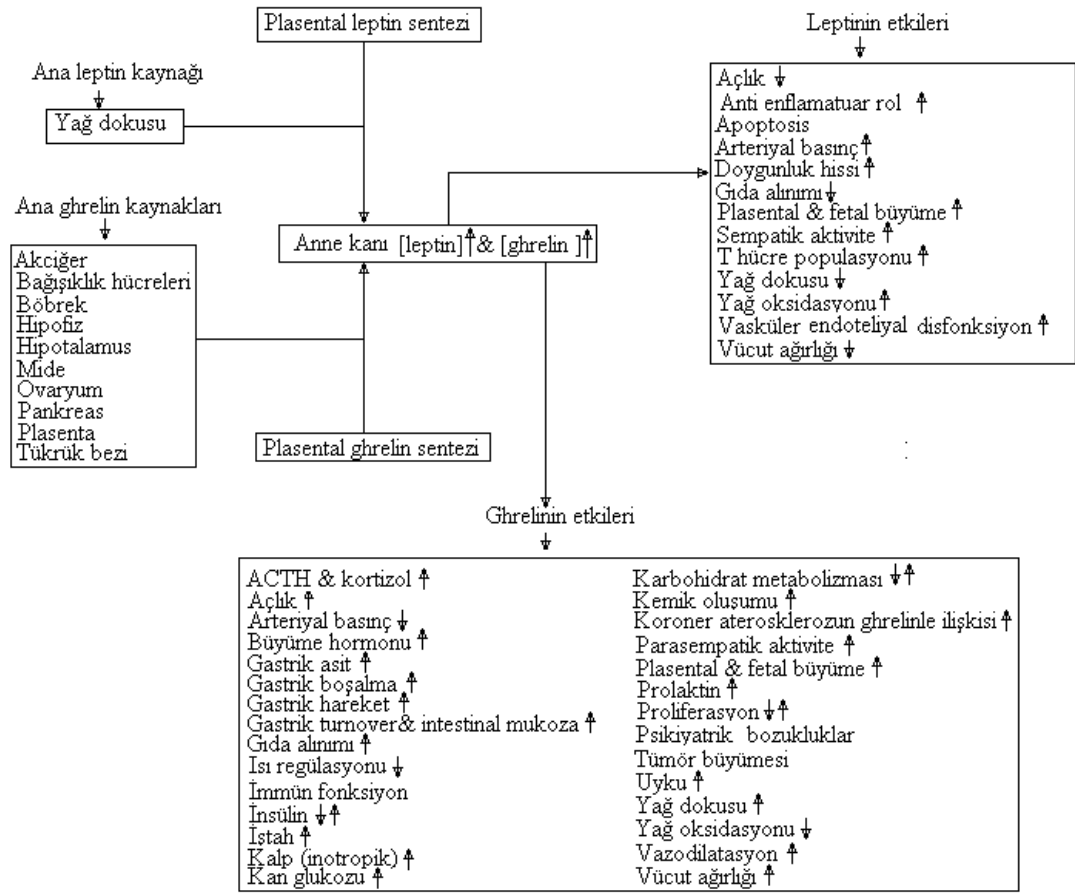 Plasental leptin sentezi
Ana leptin kaynağı
Yağ dokusu
Ana ghrelin kaynakları
Akciğer
Bağışıklık hücreleri
Böbrek
Hipofiz
Hipotalamus
Mide
Ovaryum
Pankreas
Plasenta
Tükrük bezi
Anne kanı [leptin]↑& [ghrelin ]↑
Plasental ghrelin sentezi
Leptinin etkileri
Açlık ↓
Anti enflamatuar rol ↑
Apoptosis
Arteriyal basınç ↑
Doygunluk hissi ↑
Gıda alınımı ↓
Plasental & fetal büyüme ↑
Sempatik aktivite ↑
T hücre populasyonu ↑
Yağ dokusu ↓
Yağ oksidasyonu ↑
Vasküler endoteliyal disfonksiyon ↑
Vücut ağırlığı ↓
Ghrelinin etkileri
ACTH & kortizol ↑
Açlık ↑
Arteriyal basınç ↓
Büyüme hormonu ↑
Gastrik asit ↑
Gastrik boşalma ↑
Gastrik hareket ↑
Gastrik turnover& intestinal mukoza ↑
Gıda alınımı ↑
Isı regülasyonu ↓
İmmün fonksiyon
İnsülin ↓↑
İştah ↑
Kalp (inotropik) ↑
Kan glukozu ↑
Karbohidrat metabolizması ↓↑
Kemik oluşumu ↑
Koroner aterosklerozun ghrelinle ilişkisi ↑
Parasempatik aktivite ↑
Plasental & fetal büyüme ↑
Prolaktin ↑
Proliferasyon ↓↑
Psikiyatrik bozukluklar
Tümör büyümesi
Uyku ↑
Yağ dokusu ↑
Yağ oksidasyonu ↓
Vazodilatasyon ↑
Vücut ağırlığı ↑